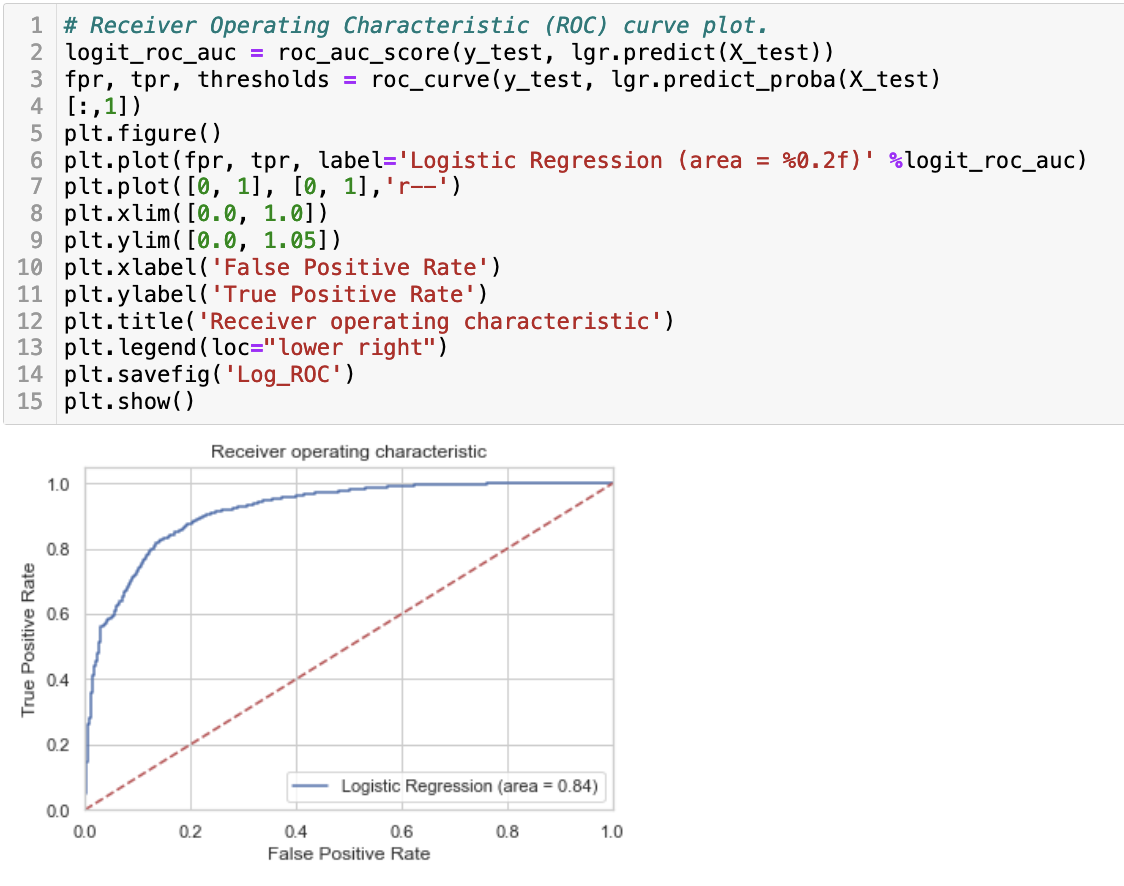 1 # Receiver Operating Characteristic (ROC) curve plot.
2 logit_roc_auc = roc_auc_score(y_test, lgr.predict(X_test))
3 fpr, tpr, thresholds = roc_curve(y_test, lgr.predict_proba(X_test)
4 [:,1])
5 plt.figure()
6 plt.plot(fpr, tpr, label='Logistic Regression (area = %0.2f)' %logit_roc_auc)
7 plt.plot([0, 1], [0, 1],'r--')
8 plt.xlim([0.0, 1.0])
9 plt.ylim([0.0, 1.05])
10 plt.xlabel('False Positive Rate')
11 plt.ylabel('True Positive Rate')
12 plt.title('Receiver operating characteristic')
13 plt.legend(loc="lower right")
14 plt.savefig('Log_ROC')
15 plt.show()
Receiver operating characteristic
True Positive Rate
1.0
0.8
0.6
0.4
0.2
0.0
Logistic Regression (area = 0.84)
0.0 0.2 0.4 0.6 0.8 1.0
False Positive Rate